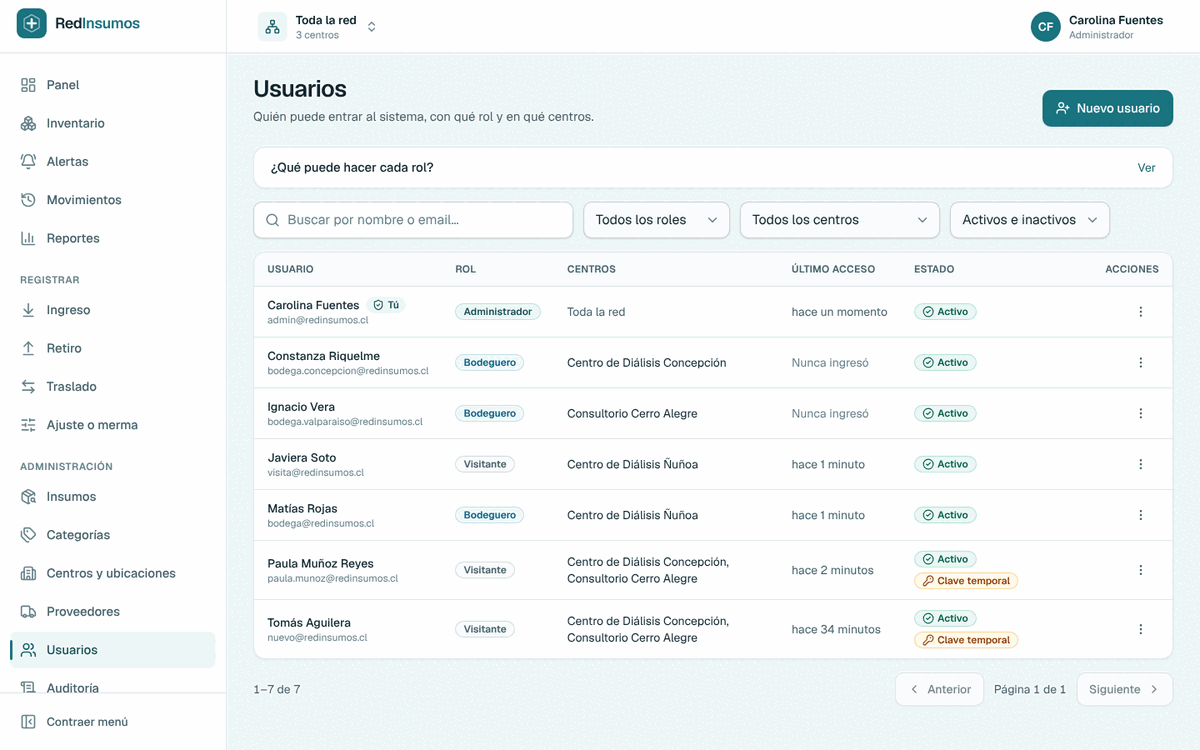 RedInsumos
Toda la red
3 centros
CF
Carolina Fuentes
Administrador
Panel
Inventario
Alertas
Movimientos
Reportes
REGISTRAR
Ingreso
Retiro
Traslado
Ajuste o merma
ADMINISTRACIÓN
Insumos
Categorías
Centros y ubicaciones
Proveedores
Usuarios
Auditoría
Contraer menú
Usuarios
Quién puede entrar al sistema, con qué rol y en qué centros.
Nuevo usuario
¿Qué puede hacer cada rol?
Ver
Buscar por nombre o email...
Todos los roles
Todos los centros
Activos e inactivos
USUARIO ROL CENTROS ÚLTIMO ACCESO ESTADO ACCIONES
Carolina Fuentes Tú
admin@redinsumos.cl
Administrador
Toda la red
hace un momento
Activo
Constanza Riquelme
bodega.concepcion@redinsumos.cl
Bodeguero
Centro de Diálisis Concepción
Nunca ingresó
Activo
Ignacio Vera
bodega.valparaiso@redinsumos.cl
Bodeguero
Consultorio Cerro Alegre
Nunca ingresó
Activo
Javiera Soto
visita@redinsumos.cl
Visitante
Centro de Diálisis Ñuñoa
hace 1 minuto
Activo
Matías Rojas
bodega@redinsumos.cl
Bodeguero
Centro de Diálisis Ñuñoa
hace 1 minuto
Activo
Paula Muñoz Reyes
paula.munoz@redinsumos.cl
Visitante
Centro de Diálisis Concepción,
Consultorio Cerro Alegre
hace 2 minutos
Activo
Clave temporal
Tomás Aguilera
nuevo@redinsumos.cl
Visitante
Centro de Diálisis Concepción,
Consultorio Cerro Alegre
hace 34 minutos
Activo
Clave temporal
1–7 de 7
Anterior
Página 1 de 1
Siguiente